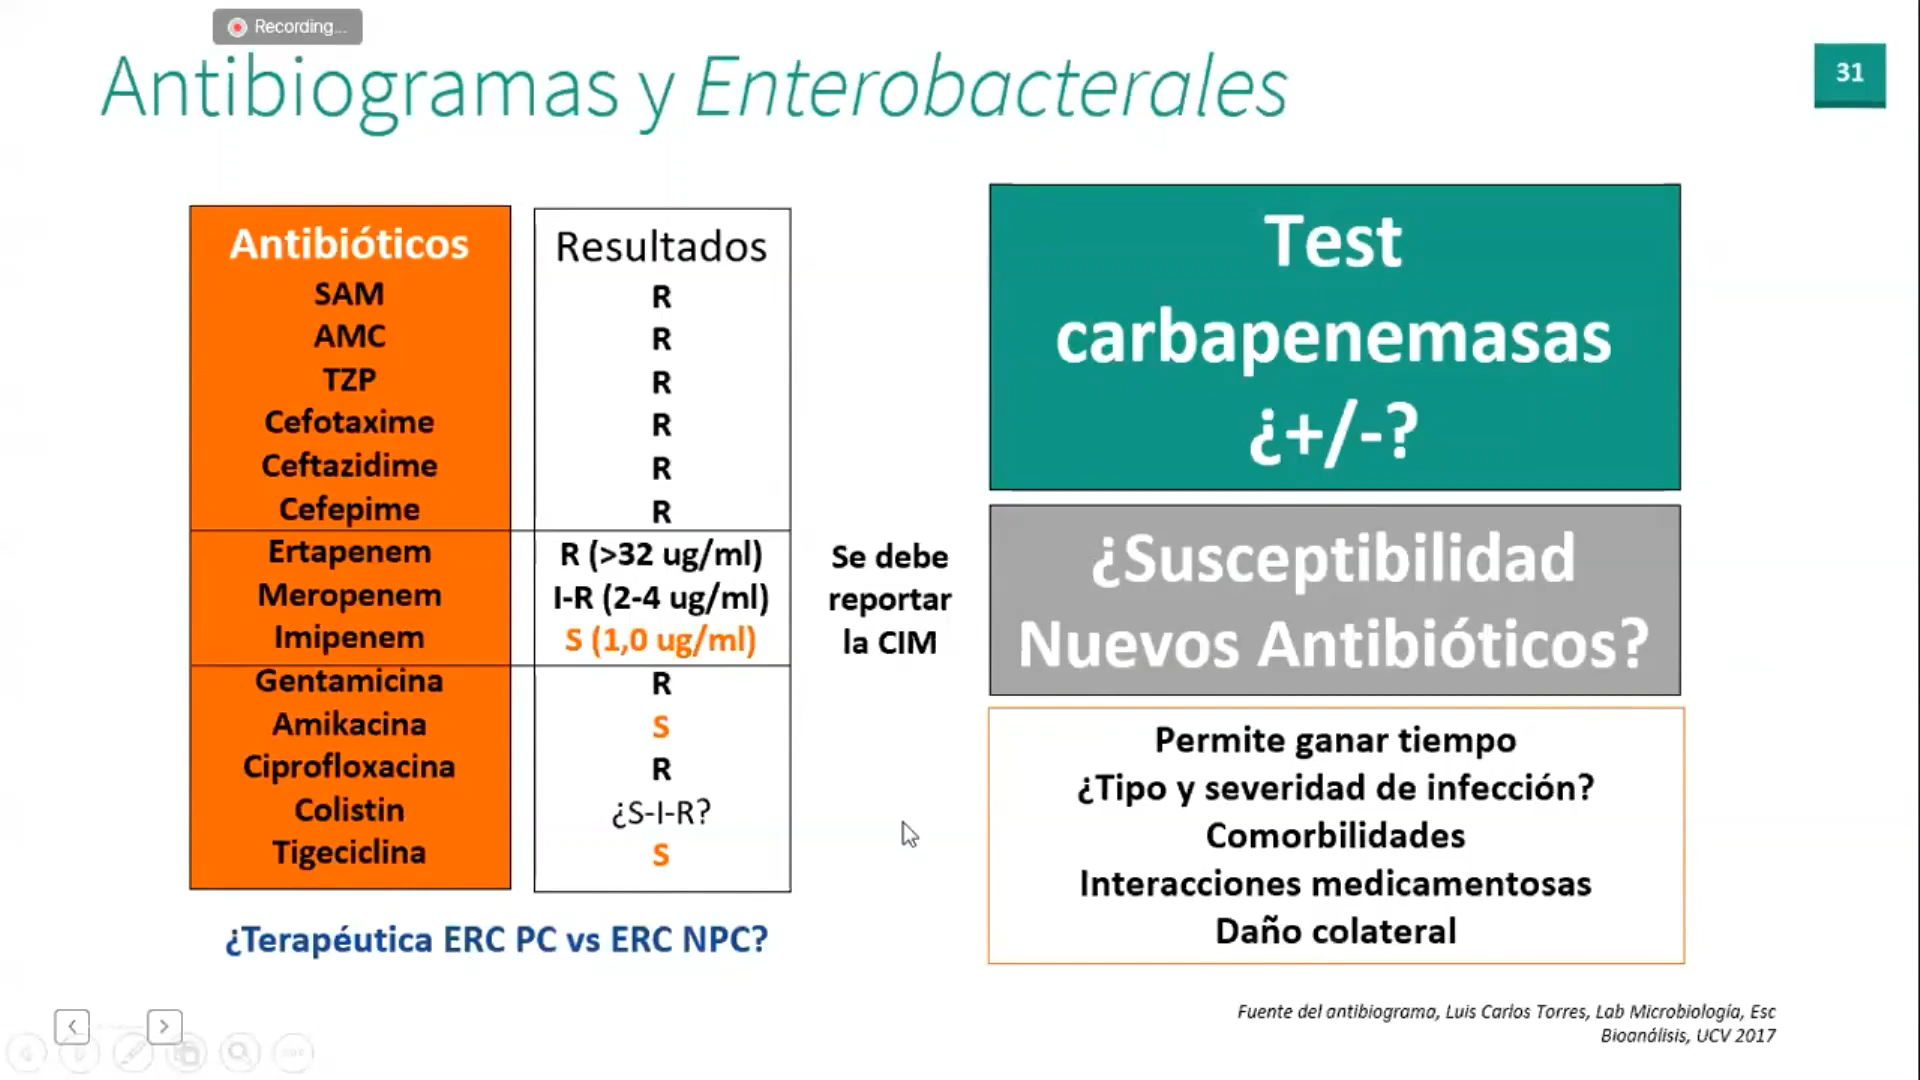 Recording...
Antibiogramas y Enterobacterales
31
Antibióticos
SAM
AMC
TZP
Cefotaxime
Ceftazidime
Cefepime
Ertapenem
Meropenem
Imipenem
Gentamicina
Amikacina
Ciprofloxacina
Colistin
Tigeciclina
Resultados
R
R
R
R
R
R
R (>32 ug/ml)
I-R (2-4 ug/ml)
S (1,0 ug/ml)
R
S
R
¿S-I-R?
S
Se debe
reportar
la CIM
Test
carbapenemasas
¿+/-?
¿Susceptibilidad
Nuevos Antibióticos?
Permite ganar tiempo
¿Tipo y severidad de infección?
Comorbilidades
Interacciones medicamentosas
Daño colateral
¿Terapéutica ERC PC vs ERC NPC?
Fuente del antibiograma, Luis Carlos Torres, Lab Microbiología, Esc
Bioanálisis, UCV 2017